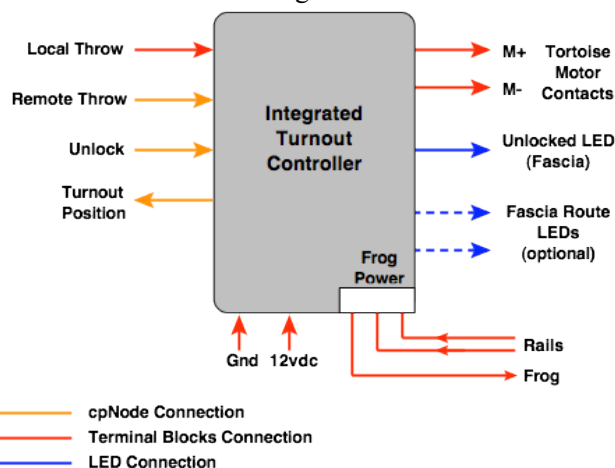 Local Throw
Remote Throw
Unlock
Turnout
Position
Integrated
Turnout
Controller
Frog
Power
M+
M-
Tortoise
Motor
Contacts
Unlocked LED
(Fascia)
Fascia Route
LEDs
(optional)
Gnd
12vdc
Rails
Frog
cpNode Connection
Terminal Blocks Connection
LED Connection